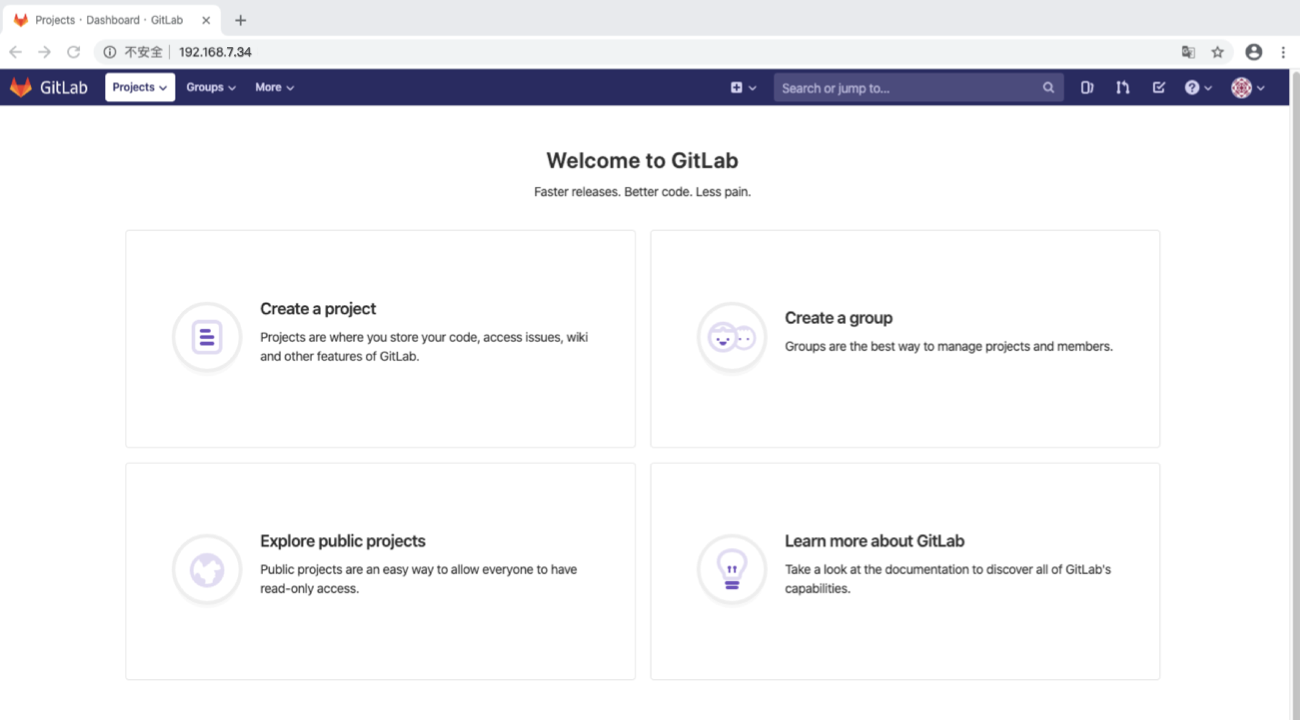 Projects · Dashboard · GitLab
不安全 192.168.7.34
GitLab Projects Groups More Search or jump to...
Welcome to GitLab
Faster releases. Better code. Less pain.
Create a project
Projects are where you store your code, access issues, wiki
and other features of GitLab.
Create a group
Groups are the best way to manage projects and members.
Explore public projects
Public projects are an easy way to allow everyone to have
read-only access.
Learn more about GitLab
Take a look at the documentation to discover all of GitLab's
capabilities.